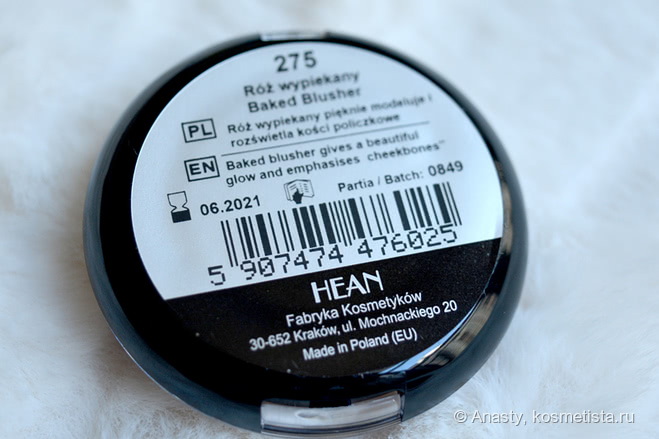 275
Róż wypiekany
Baked Blusher
PL
Róż wypiekany pięknie modeluje i
rozświetla kości policzkowe
EN
Baked blusher gives a beautiful
glow and emphasises cheekbones"
06.2021
Partia / Batch: 0849
5 907474 476025
HEAN
Fabryka Kosmetyków
30-652 Kraków, ul. Mochnackiego 20
Made in Poland (EU)
© Anasty, kosmetista.ru